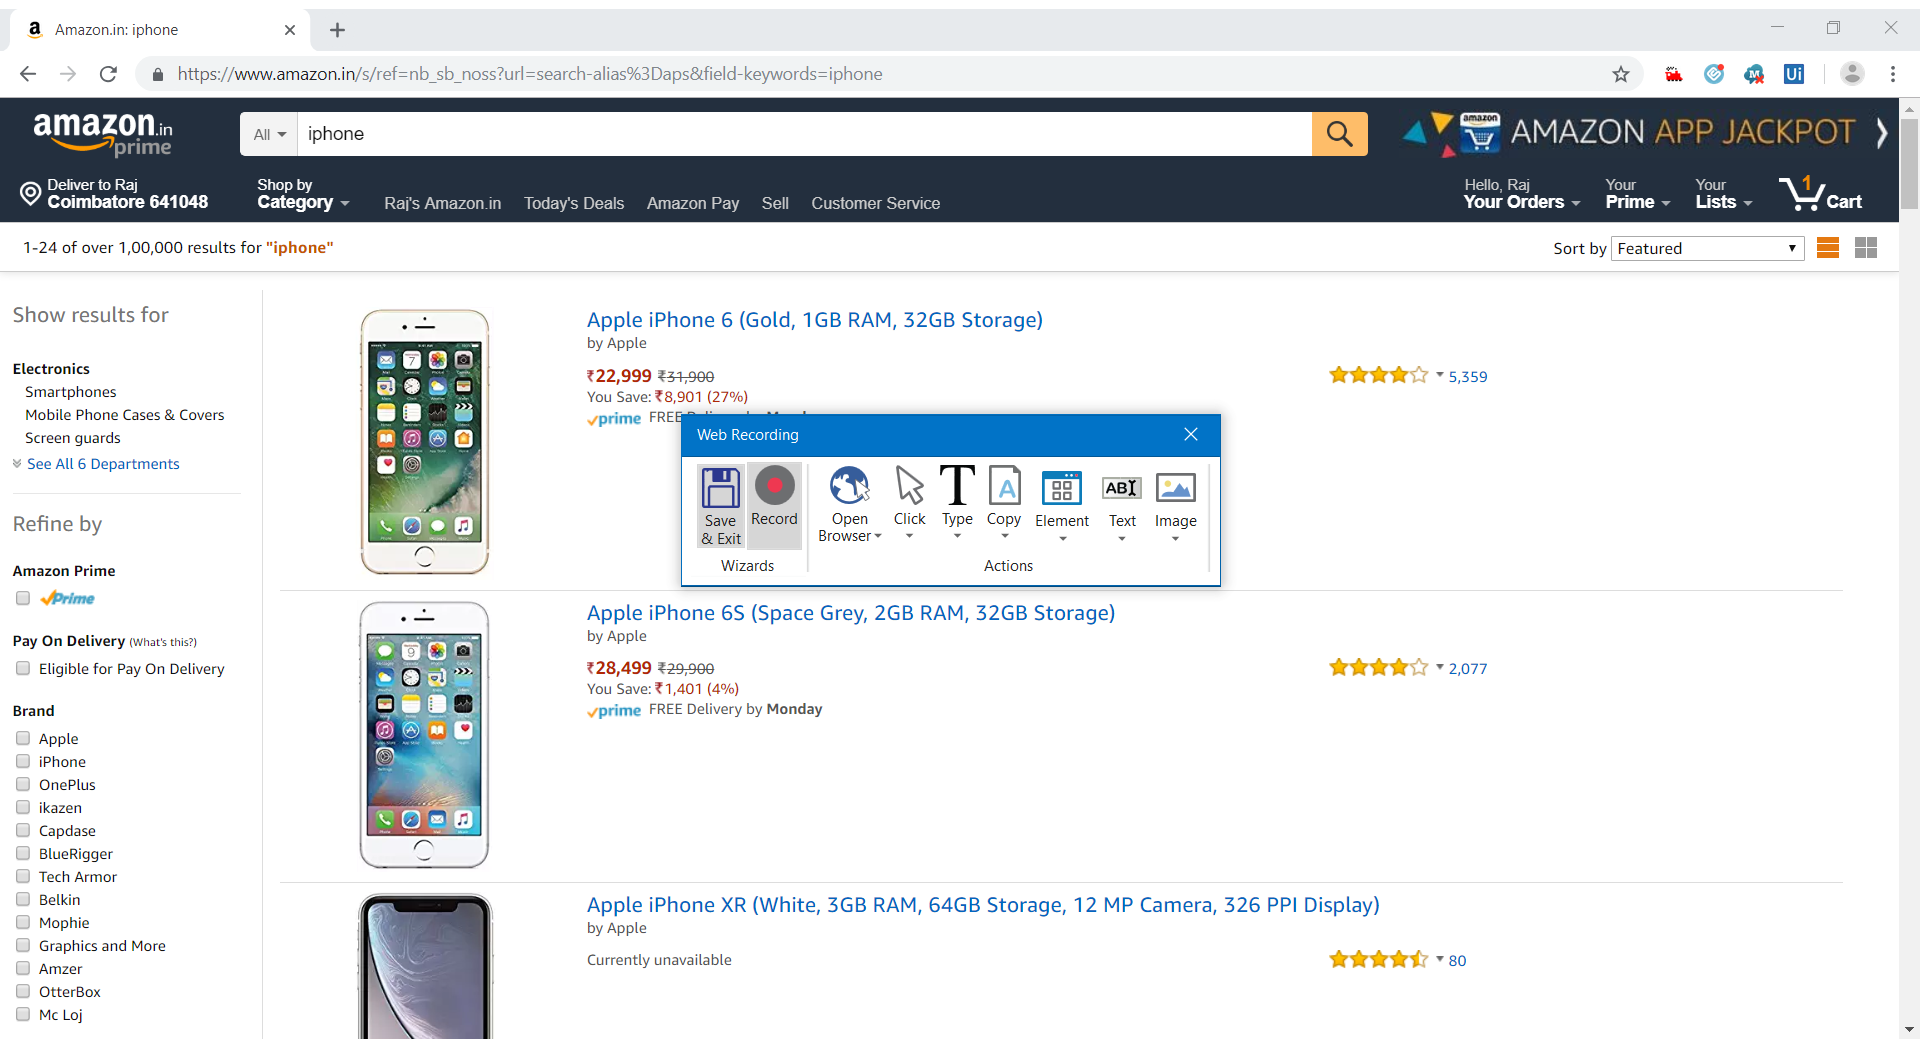 Amazon.in: iphone
https://www.amazon.in/s/ref=nb_sb_noss?url=search-alias%3Daps&field-keywords=iphone
Ui
amazon.in
prime
All
iphone
amazon
AMAZON APP JACKPOT
Deliver to Raj
Coimbatore 641048
Shop by
Category
Raj's Amazon.in
Today's Deals
Amazon Pay
Sell
Customer Service
Hello, Raj
Your Orders
Your
Prime
Your
Lists
1
Cart
1-24 of over 1,00,000 results for "iphone"
Sort by
Featured
Show results for
Electronics
Smartphones
Mobile Phone Cases & Covers
Screen guards
See All 6 Departments
Refine by
Amazon Prime
Prime
Pay On Delivery (What's this?)
Eligible for Pay On Delivery
Brand
Apple
iPhone
OnePlus
ikazen
Capdase
BlueRigger
Tech Armor
Belkin
Mophie
Graphics and More
Amzer
OtterBox
Mc Loj
Apple iPhone 6 (Gold, 1GB RAM, 32GB Storage)
by Apple
₹22,999 ₹31,900
You Save: ₹8,901 (27%)
prime FREE
5,359
Web Recording
Save
& Exit
Record
Wizards
Open
Browser
Click
Type
Copy
Element
Text
Image
Actions
Apple iPhone 6S (Space Grey, 2GB RAM, 32GB Storage)
by Apple
₹28,499 ₹29,900
You Save: ₹1,401 (4%)
prime FREE Delivery by Monday
2,077
Apple iPhone XR (White, 3GB RAM, 64GB Storage, 12 MP Camera, 326 PPI Display)
by Apple
Currently unavailable
80